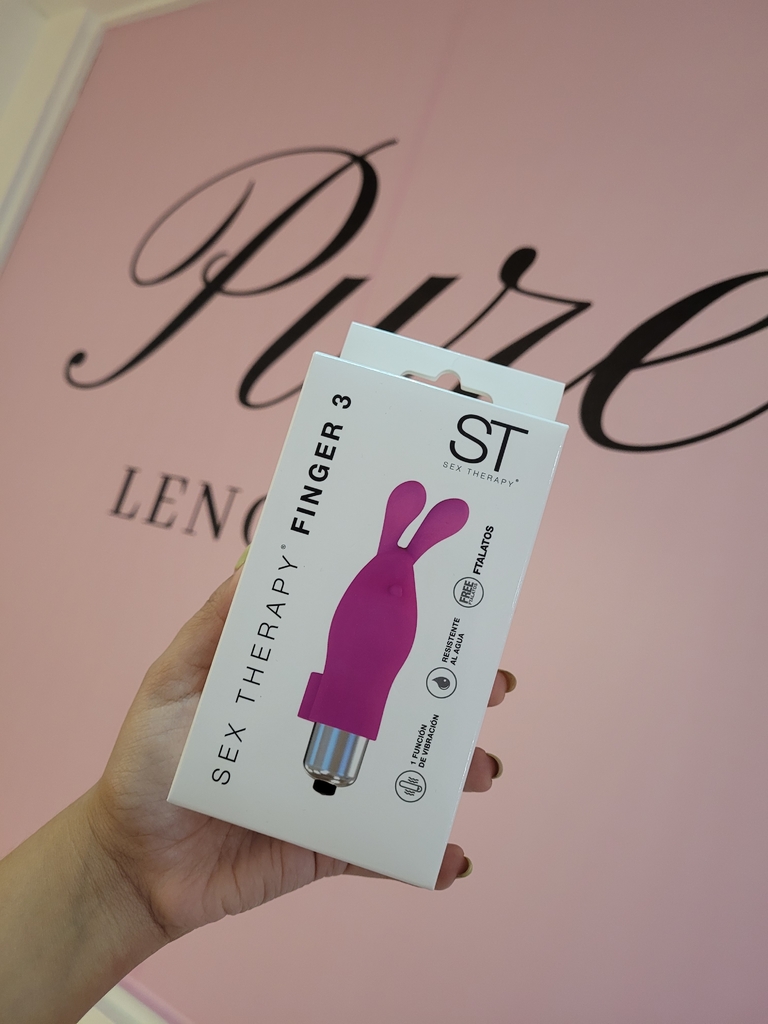 Pure
LENC
ST
SEX THERAPY®
SEX THERAPY® FINGER 3
FREE
FTALATOS
RESISTENTE
AL AGUA
1 FUNCIÓN
DE VIBRACIÓN